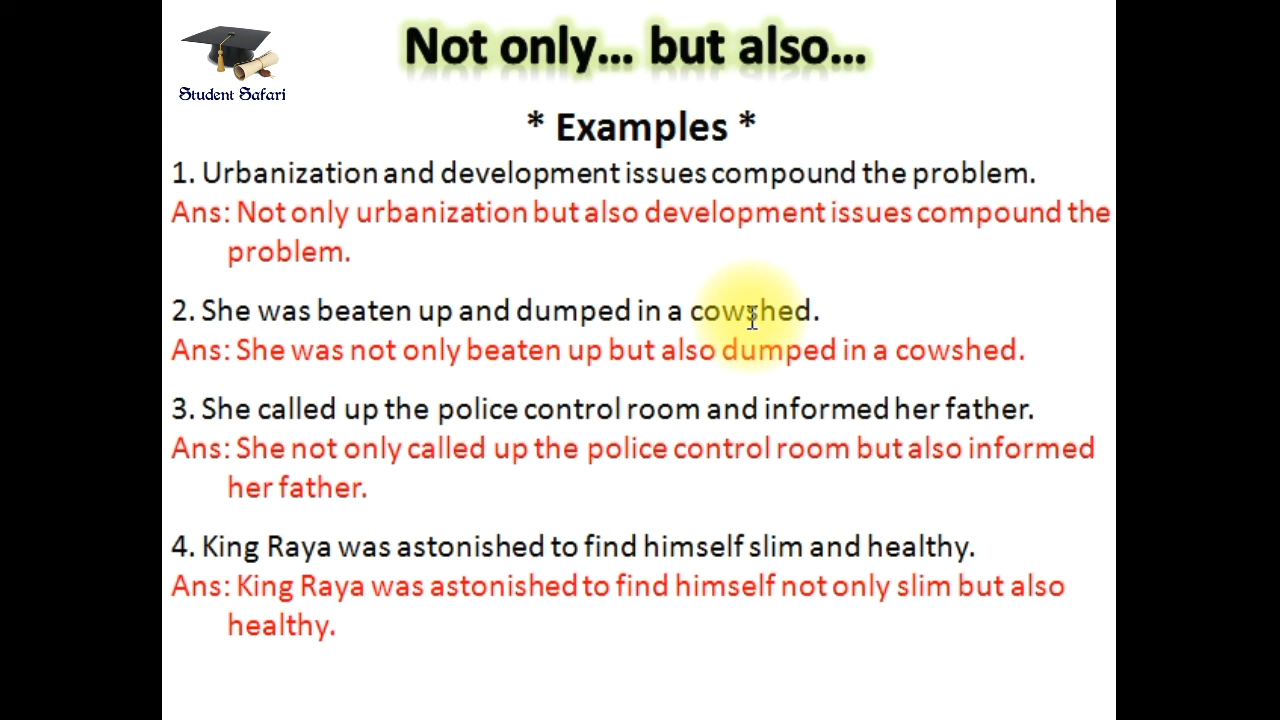 Student Safari
Not only... but also...
* Examples *
1. Urbanization and development issues compound the problem.
Ans: Not only urbanization but also development issues compound the
problem.
2. She was beaten up and dumped in a cowshed.
Ans: She was not only beaten up but also dumped in a cowshed.
3. She called up the police control room and informed her father.
Ans: She not only called up the police control room but also informed
her father.
4. King Raya was astonished to find himself slim and healthy.
Ans: King Raya was astonished to find himself not only slim but also
healthy.